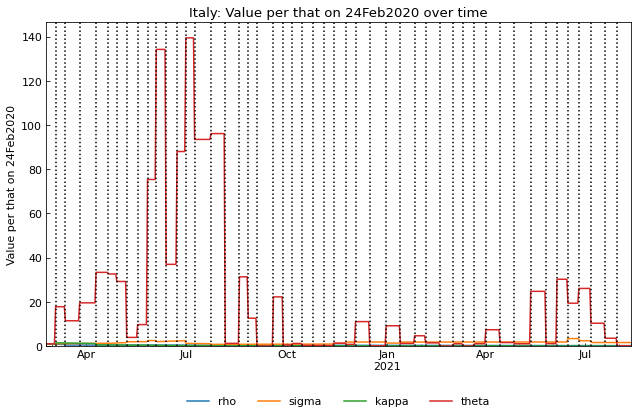 Italy: Value per that on 24Feb2020 over time
Value per that on 24Feb2020
140
120
100
80
60
40
20
0
Apr Jul Oct Jan Apr Jul
2021
rho sigma kappa theta